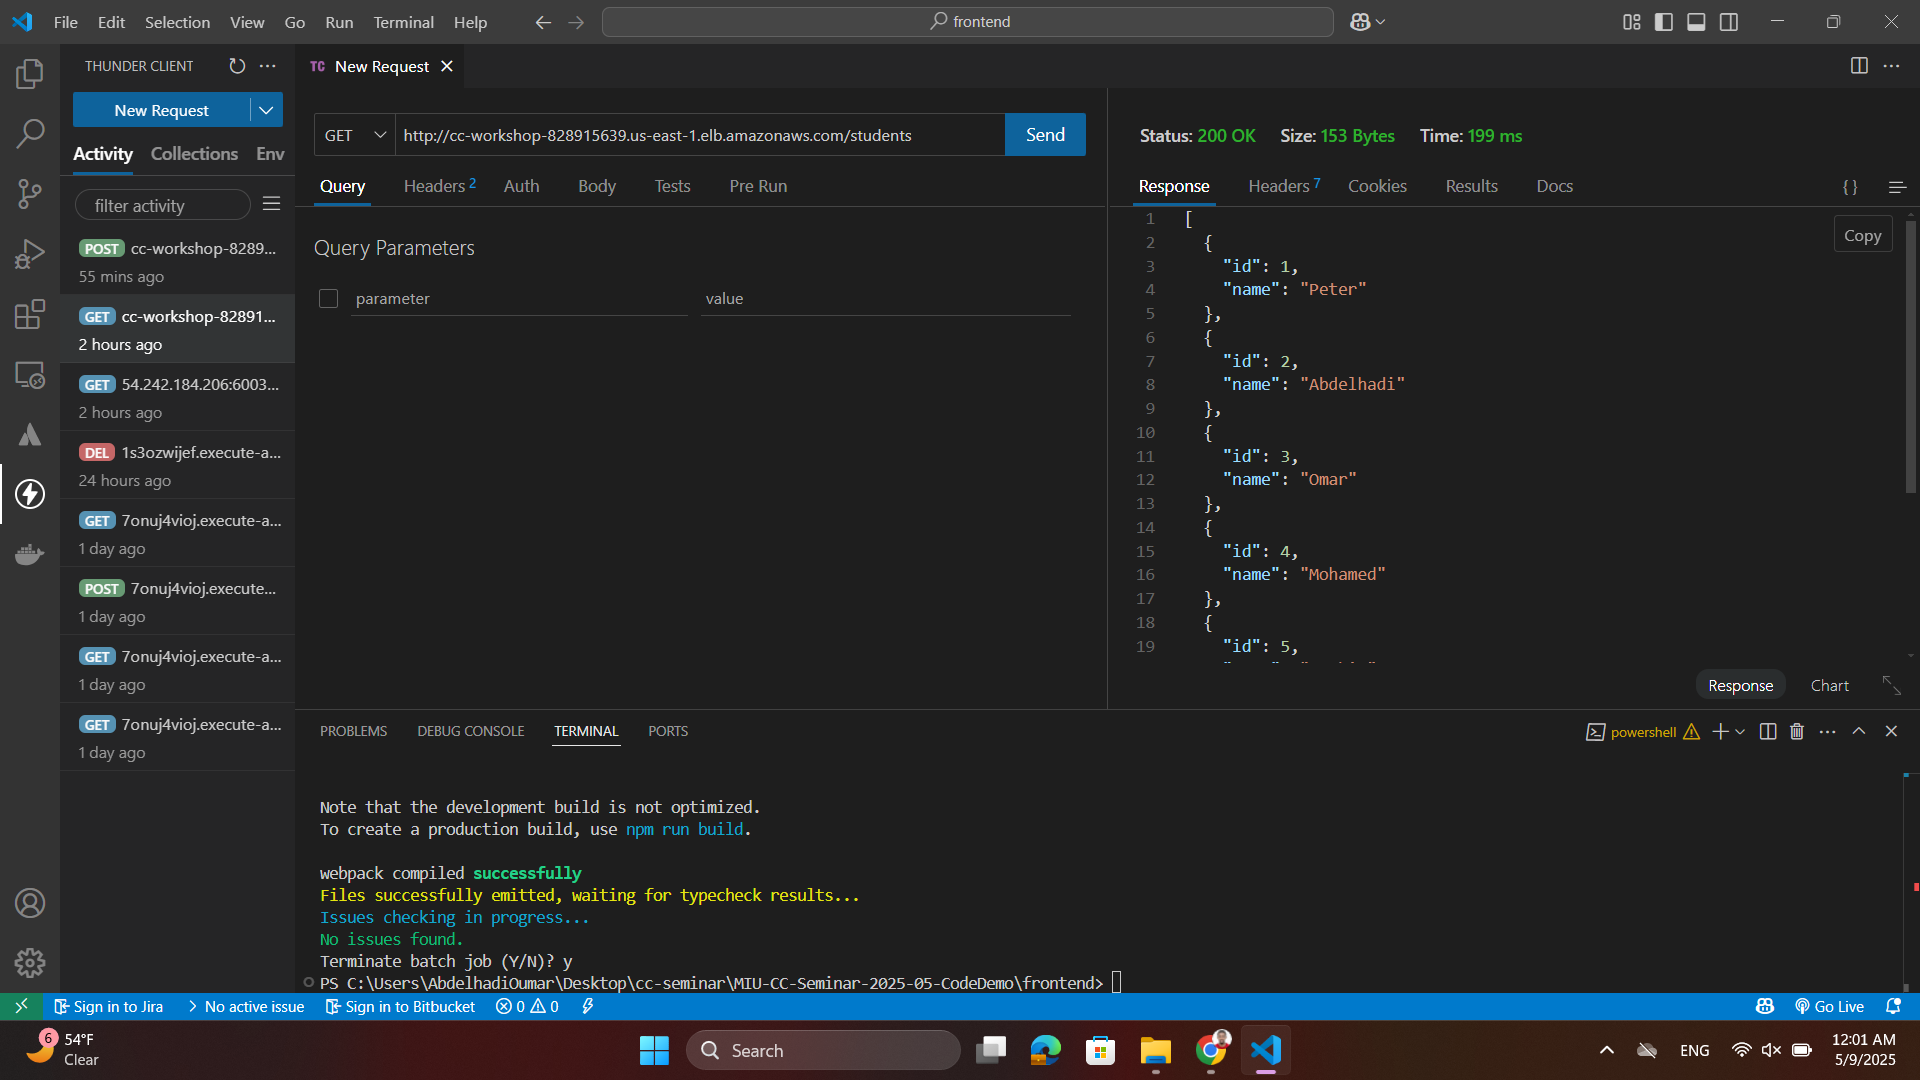 File Edit Selection View Go Run Terminal Help
frontend
THUNDER CLIENT
New Request
Activity Collections Env
filter activity
POST cc-workshop-8289...
55 mins ago
GET cc-workshop-82891...
2 hours ago
GET 54.242.184.206:6003...
2 hours ago
DEL 1s3ozwijef.execute-a...
24 hours ago
GET 7onuj4vioj.execute-a...
1 day ago
POST 7onuj4vioj.execute...
1 day ago
GET 7onuj4vioj.execute-a...
1 day ago
GET 7onuj4vioj.execute-a...
1 day ago
TC New Request
GET http://cc-workshop-828915639.us-east-1.elb.amazonaws.com/students Send
Query Headers 2 Auth Body Tests Pre Run
Query Parameters
parameter value
Status: 200 OK Size: 153 Bytes Time: 199 ms
Response Headers 7 Cookies Results Docs {}
Copy
1 [
2 {
3 "id": 1,
4 "name": "Peter"
5 },
6 {
7 "id": 2,
8 "name": "Abdelhadi"
9 },
10 {
11 "id": 3,
12 "name": "Omar"
13 },
14 {
15 "id": 4,
16 "name": "Mohamed"
17 },
18 {
19 "id": 5,
Response Chart
PROBLEMS DEBUG CONSOLE TERMINAL PORTS
powershell
Note that the development build is not optimized.
To create a production build, use npm run build.
webpack compiled successfully
Files successfully emitted, waiting for typecheck results...
Issues checking in progress...
No issues found.
Terminate batch job (Y/N)? y
PS C:\Users\AbdelhadiOumar\Desktop\cc-seminar\MIU-CC-Seminar-2025-05-CodeDemo\frontend>
Sign in to Jira No active issue Sign in to Bitbucket 0 0 Go Live
6 54°F
Clear
Search
ENG
12:01 AM
5/9/2025